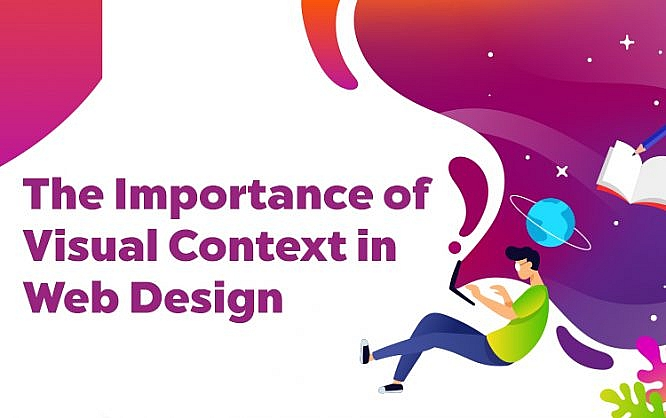 The Importance of
Visual Context in
Web Design